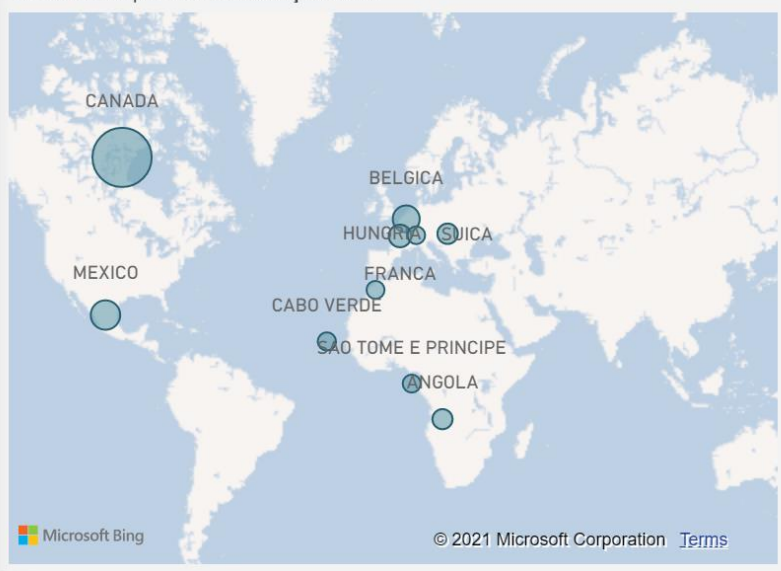 CANADA
BELGICA
HUNGRIA
SUICA
MEXICO
FRANCA
CABO VERDE
SAO TOME E PRINCIPE
ANGOLA
Microsoft Bing
© 2021 Microsoft Corporation Terms